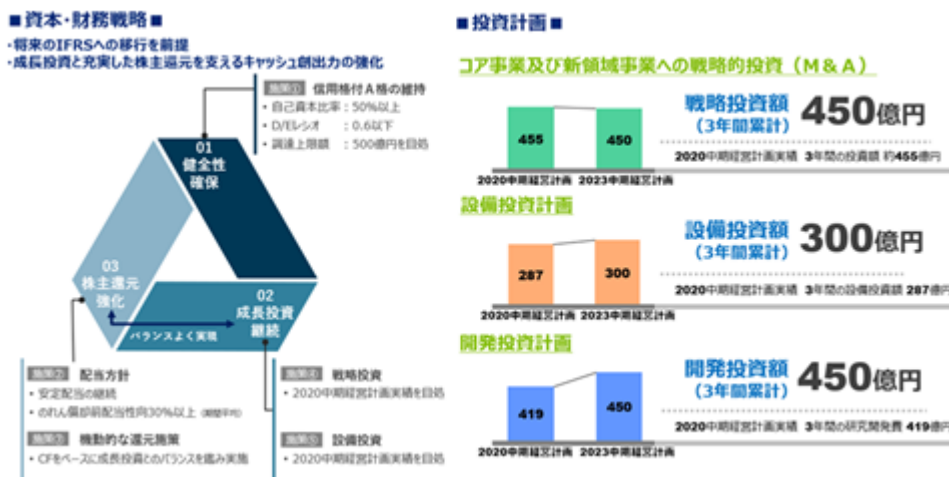 ■資本・財務戦略■
・将来のIFRSへの移行を前提
・成長投資と充実した株主還元を支えるキャッシュ創出力の強化
施策① 信用格付A格の維持
・自己資本比率：50%以上
・D/Eレシオ ：0.6以下
・調達上限額 ：500億円を目処
01
健全性
確保
03
株主還元
強化
02
成長投資
継続
バランスよく実現
施策② 配当方針
・安定配当の継続
・のれん償却前配当性向30%以上（期間平均）
施策③ 機動的な還元施策
・CFをベースに成長投資とのバランスを鑑み実施
施策④ 戦略投資
・2020中期経営計画実績を目処
施策⑤ 設備投資
・2020中期経営計画実績を目処
■投資計画■
コア事業及び新領域事業への戦略的投資（M&A）
455
450
2020中期経営計画 2023中期経営計画
戦略投資額
(3年間累計)
450億円
2020中期経営計画実績 3年間の投資額 約455億円
設備投資計画
287
300
2020中期経営計画 2023中期経営計画
設備投資額
(3年間累計)
300億円
2020中期経営計画実績 3年間の設備投資額 287億円
開発投資計画
419
450
2020中期経営計画 2023中期経営計画
開発投資額
(3年間累計)
450億円
2020中期経営計画実績 3年間の研究開発費 419億円